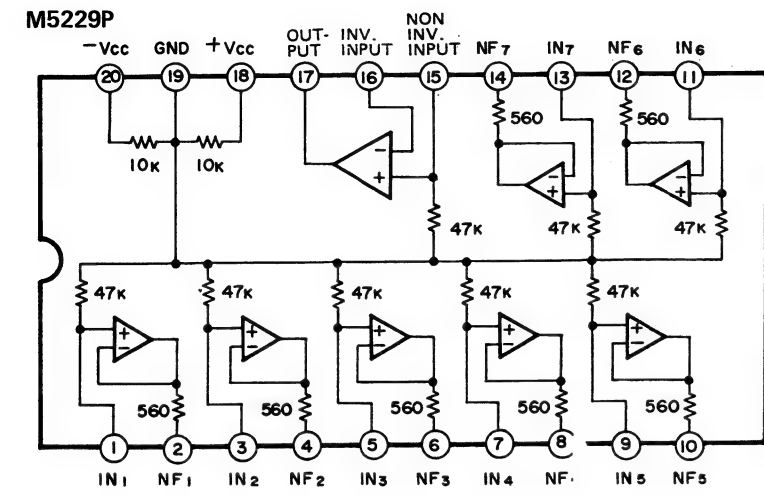 M5229P
-Vcc GND +Vcc OUT-PUT INV. INPUT NON INV. INPUT NF7 IN7 NF6 IN6
20 19 18 17 16 15 14 13 12 11
560 560
10K 10K
- + - + - +
47K 47K 47K
47K 47K 47K 47K 47K
+ - + - + - + - + -
560 560 560 560 560
1 2 3 4 5 6 7 8 9 10
IN1 NF1 IN2 NF2 IN3 NF3 IN4 NF IN5 NF5